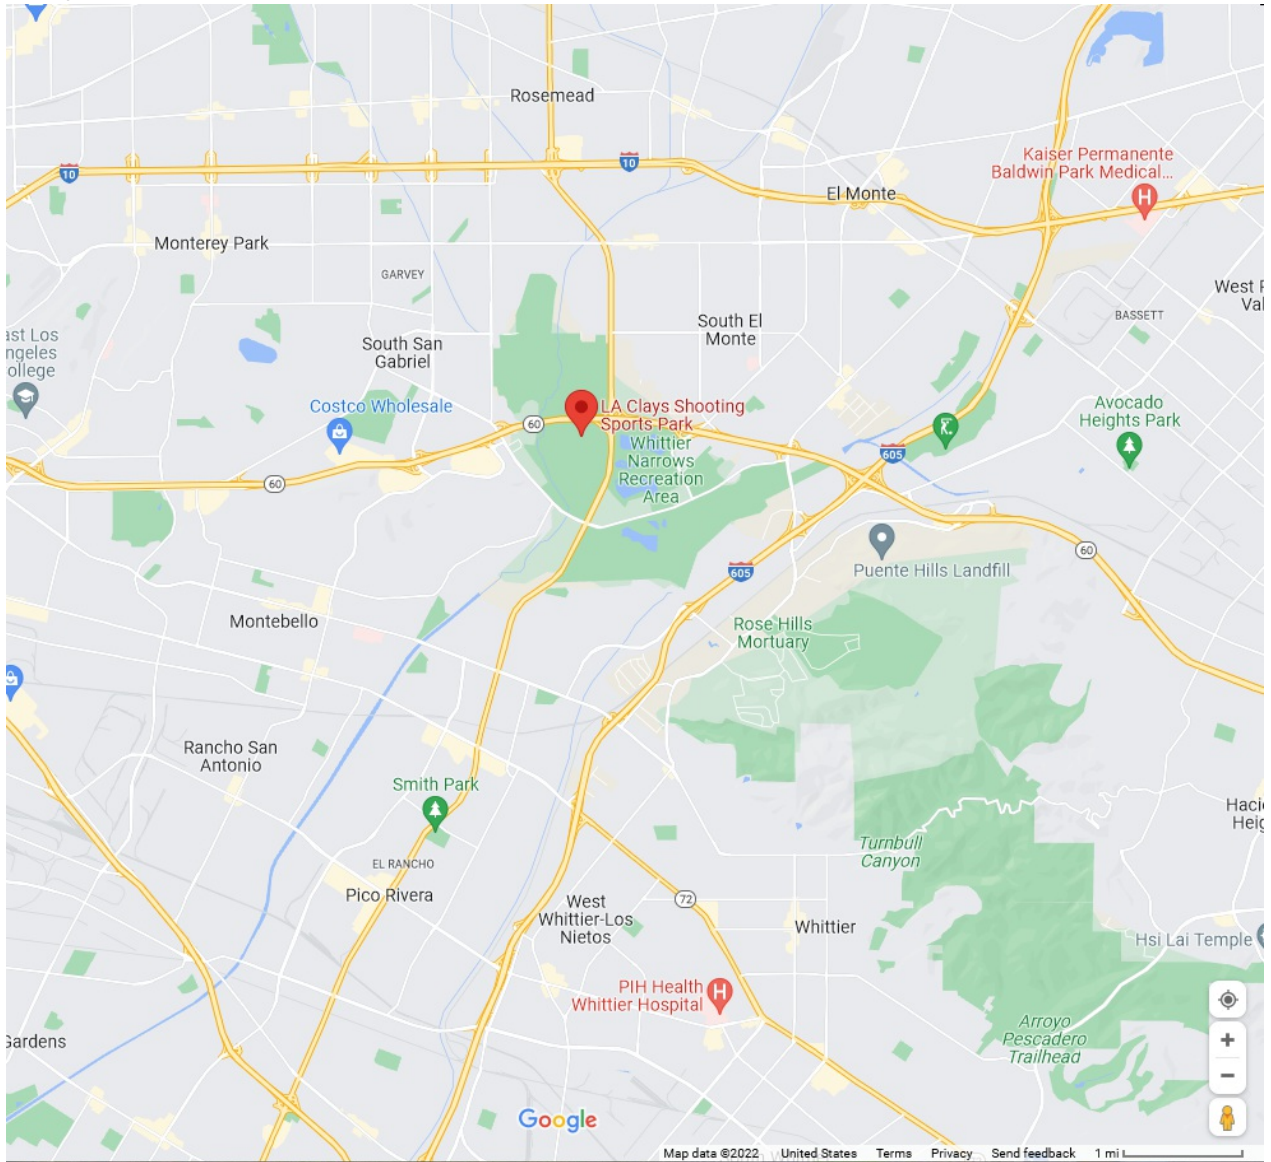 Rosemead
10
10
Kaiser Permanente
Baldwin Park Medical...
El Monte
Monterey Park
GARVEY
West P
Val
BASSETT
South El
Monte
ast Los
ngeles
ollege
South San
Gabriel
Costco Wholesale
LA Clays Shooting
Sports Park
Avocado
Heights Park
60
Whittier
Narrows
Recreation
Area
605
60
60
605
Puente Hills Landfill
Montebello
Rose Hills
Mortuary
Rancho San
Antonio
Smith Park
Haci
Heig
Turnbull
Canyon
EL RANCHO
Pico Rivera
72
West
Whittier-Los
Nietos
Whittier
Hsi Lai Temple
PIH Health
Whittier Hospital
Arroyo
Pescadero
Trailhead
Gardens
Google
Map data ©2022 United States Terms Privacy Send feedback 1 mi